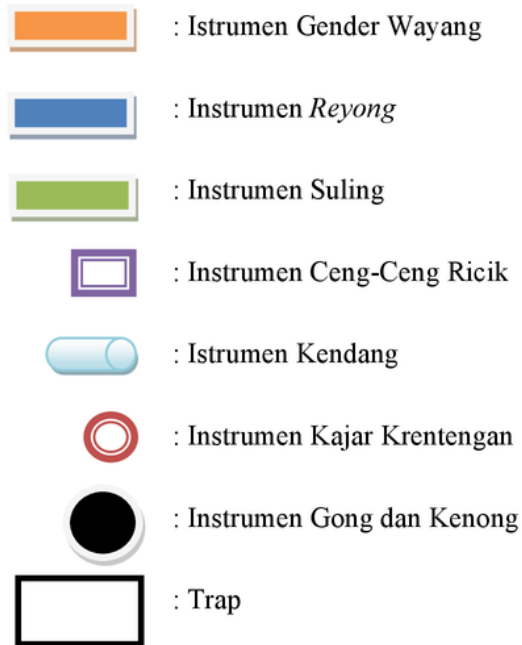 : Istrumen Gender Wayang
: Instrumen Reyong
: Instrumen Suling
: Instrumen Ceng-Ceng Ricik
: Istrumen Kendang
: Instrumen Kajar Krentengan
: Instrumen Gong dan Kenong
: Trap